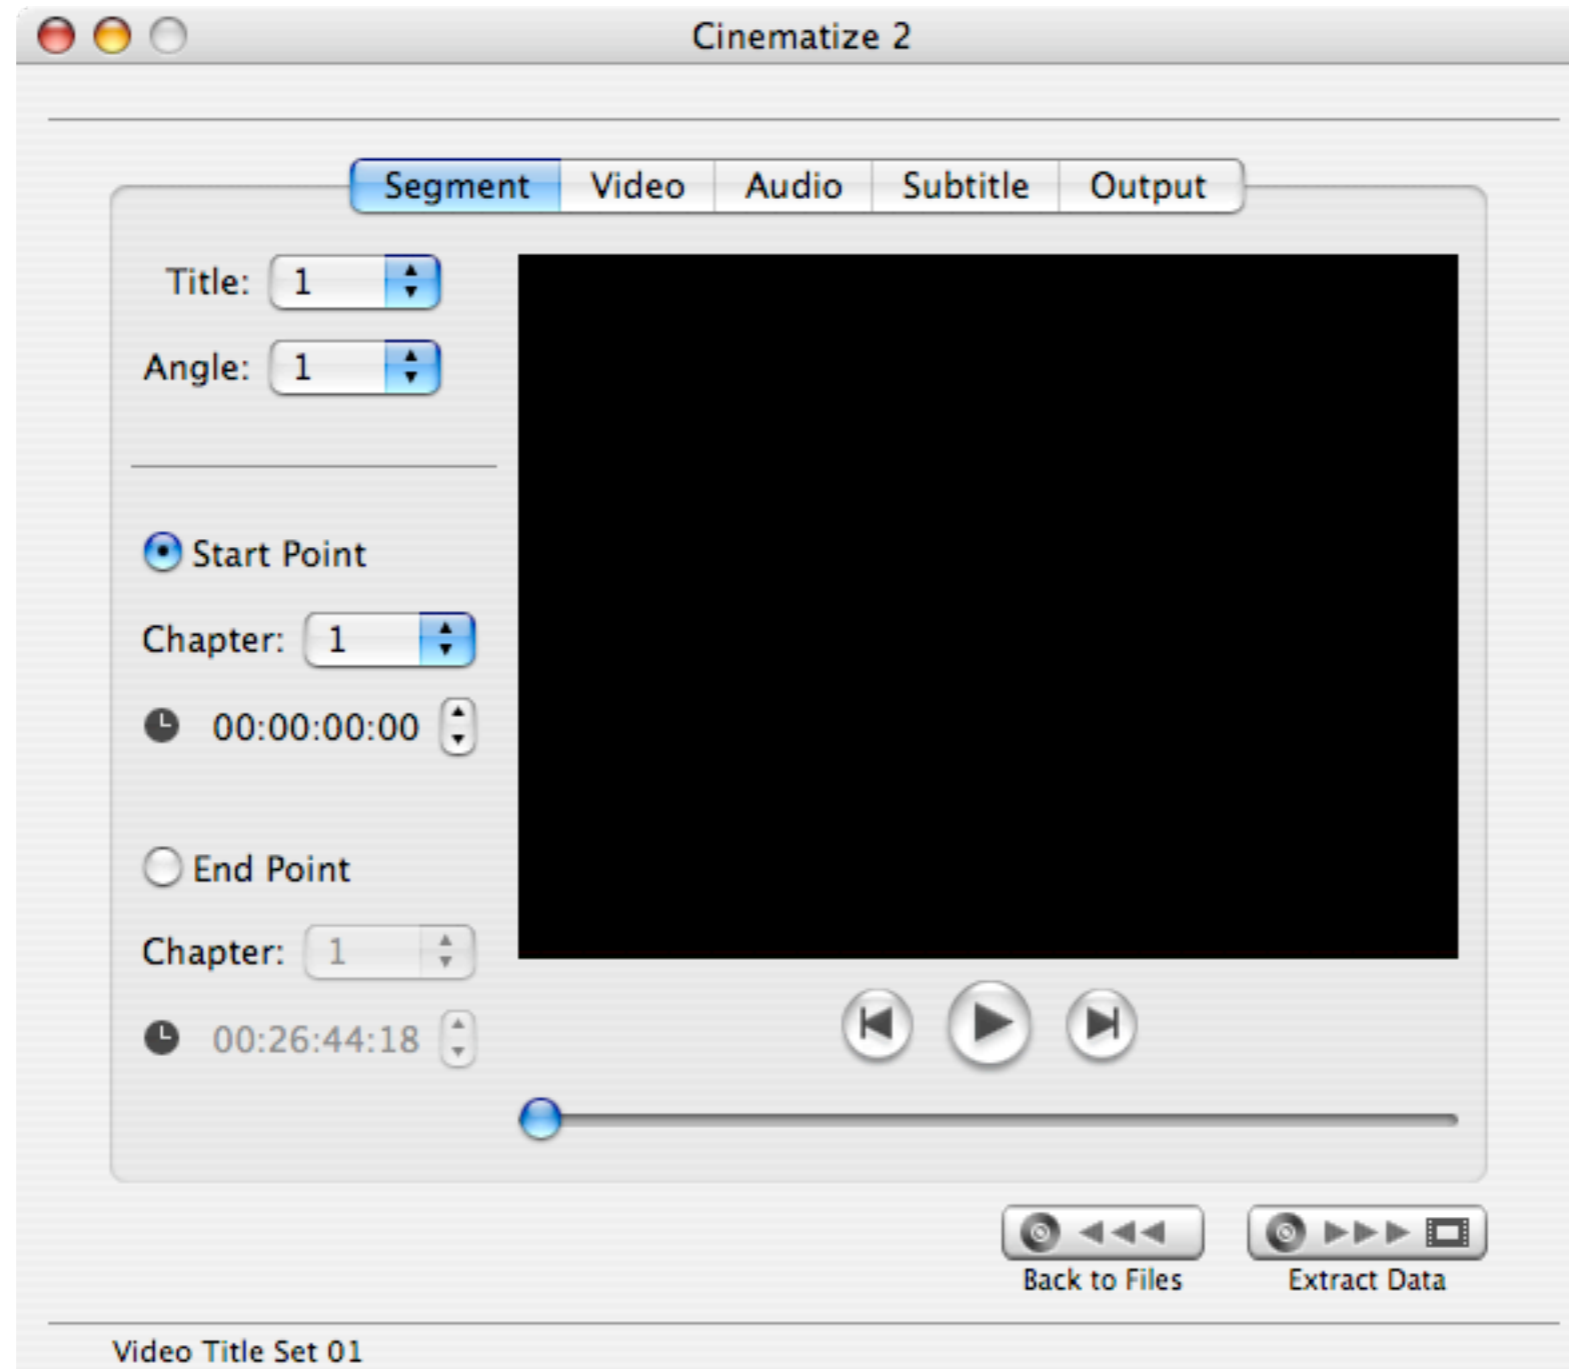 Cinematize 2
Segment Video Audio Subtitle Output
Title: 1
Angle: 1
Start Point
Chapter: 1
00:00:00:00
End Point
Chapter: 1
00:26:44:18
Back to Files
Extract Data
Video Title Set 01